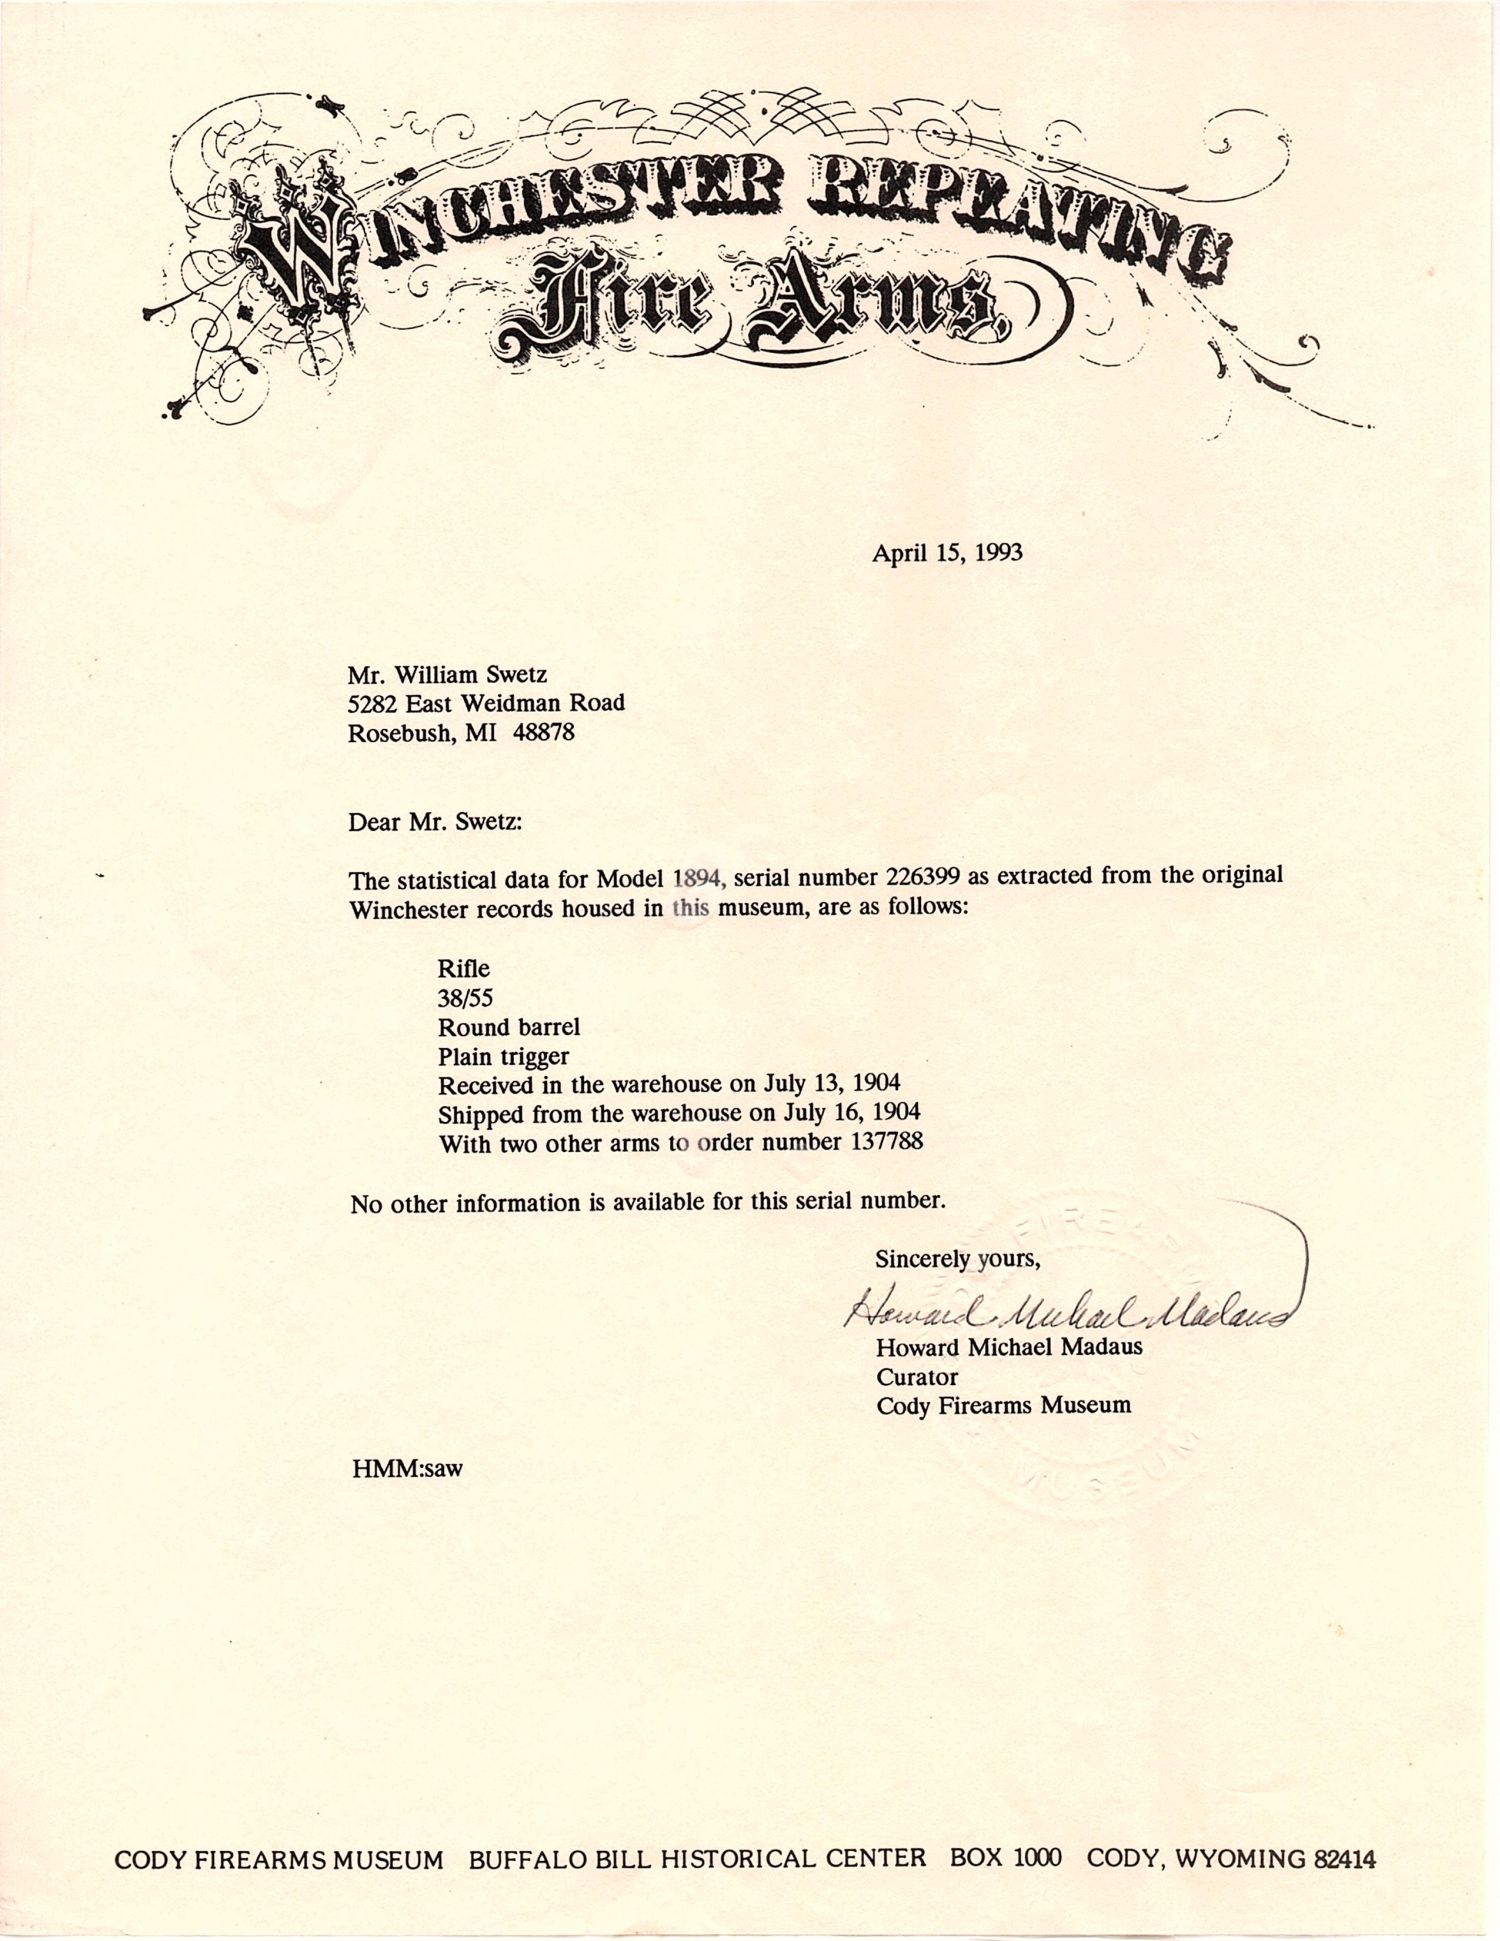 WINCHESTER REPEATING
Fire Arms,
April 15, 1993
Mr. William Swetz
5282 East Weidman Road
Rosebush, MI 48878
Dear Mr. Swetz:
The statistical data for Model 1894, serial number 226399 as extracted from the original
Winchester records housed in this museum, are as follows:
Rifle
38/55
Round barrel
Plain trigger
Received in the warehouse on July 13, 1904
Shipped from the warehouse on July 16, 1904
With two other arms to order number 137788
No other information is available for this serial number.
Sincerely yours,
Howard Michael Madaus
Howard Michael Madaus
Curator
Cody Firearms Museum
HMM:saw
MUSEUM
CODY FIREARMS MUSEUM BUFFALO BILL HISTORICAL CENTER BOX 1000 CODY, WYOMING 82414